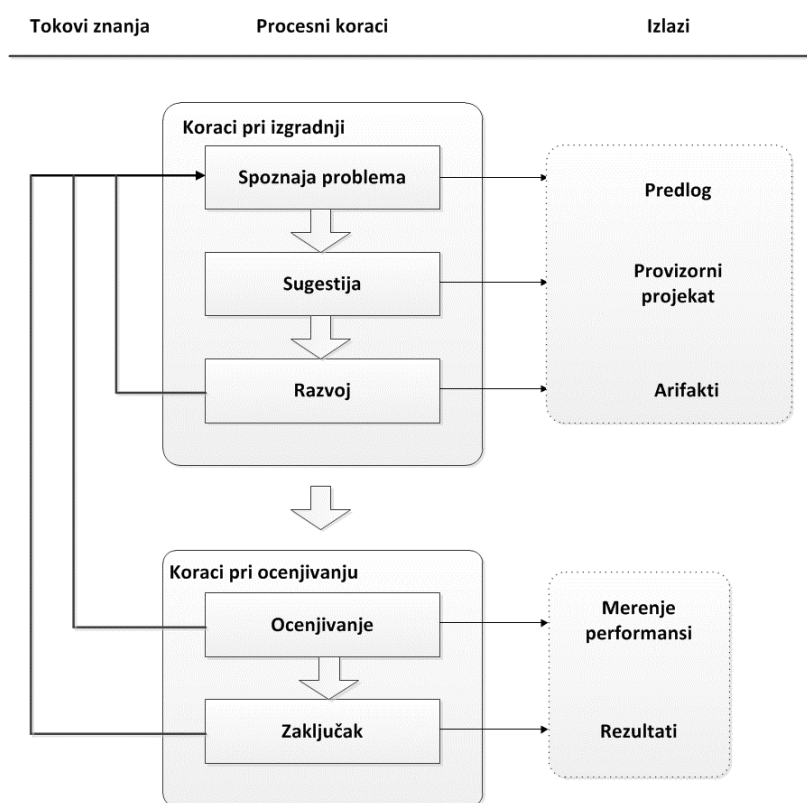 Tokovi znanja
Procesni koraci
Izlazi
Koraci pri izgradnji
Spoznaja problema
Predlog
Sugestija
Provizorni
projekat
Razvoj
Arifakti
Koraci pri ocenjivanju
Ocenjivanje
Merenje
performansi
Zaključak
Rezultati